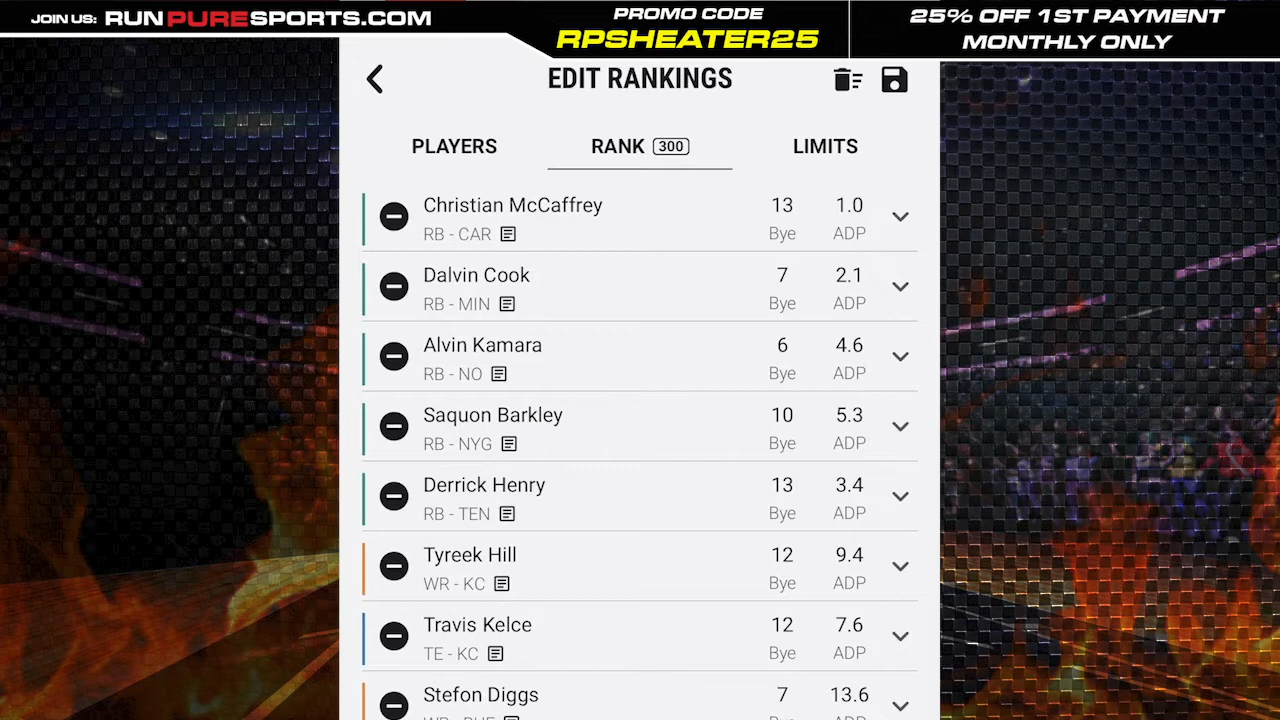 JOIN US: RUNPURESPORTS.COM
PROMO CODE
RPSHEATER25
25% OFF 1ST PAYMENT
MONTHLY ONLY
EDIT RANKINGS
PLAYERS RANK 300 LIMITS
Christian McCaffrey 13 1.0
RB - CAR Bye ADP
Dalvin Cook 7 2.1
RB - MIN Bye ADP
Alvin Kamara 6 4.6
RB - NO Bye ADP
Saquon Barkley 10 5.3
RB - NYG Bye ADP
Derrick Henry 13 3.4
RB - TEN Bye ADP
Tyreek Hill 12 9.4
WR - KC Bye ADP
Travis Kelce 12 7.6
TE - KC Bye ADP
Stefon Diggs 7 13.6